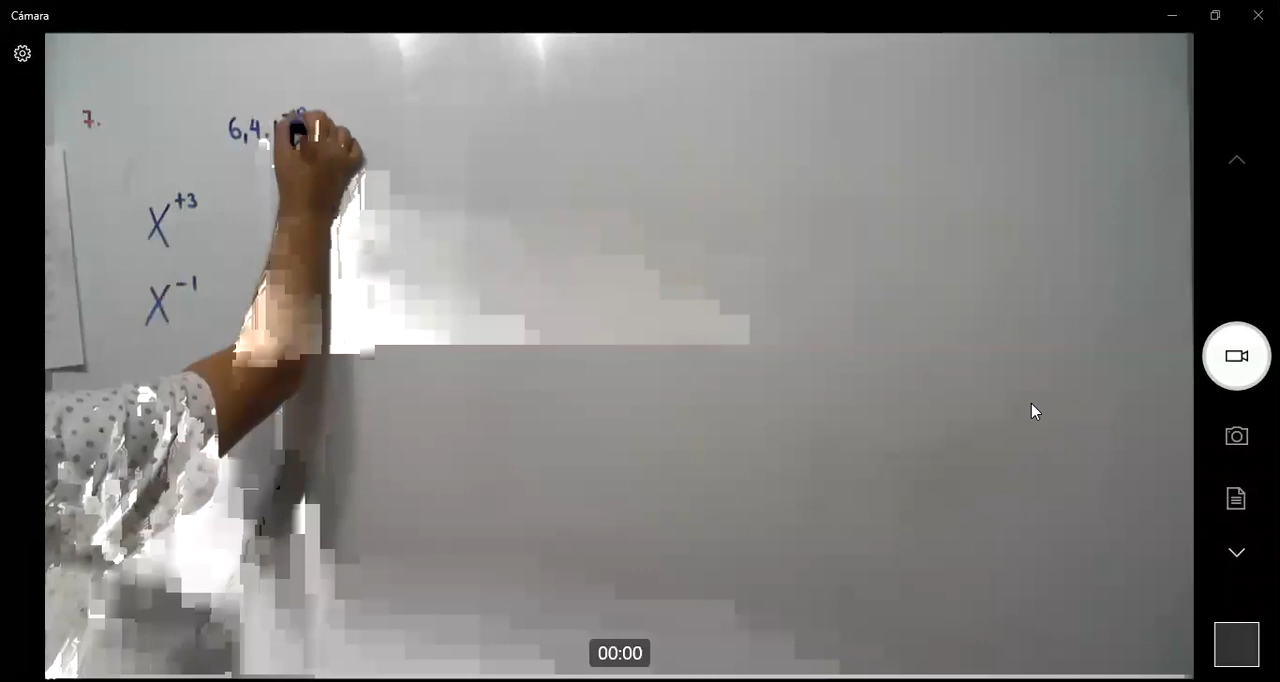 Cámara
7.
6,4.
X⁺³
X⁻¹
00:00